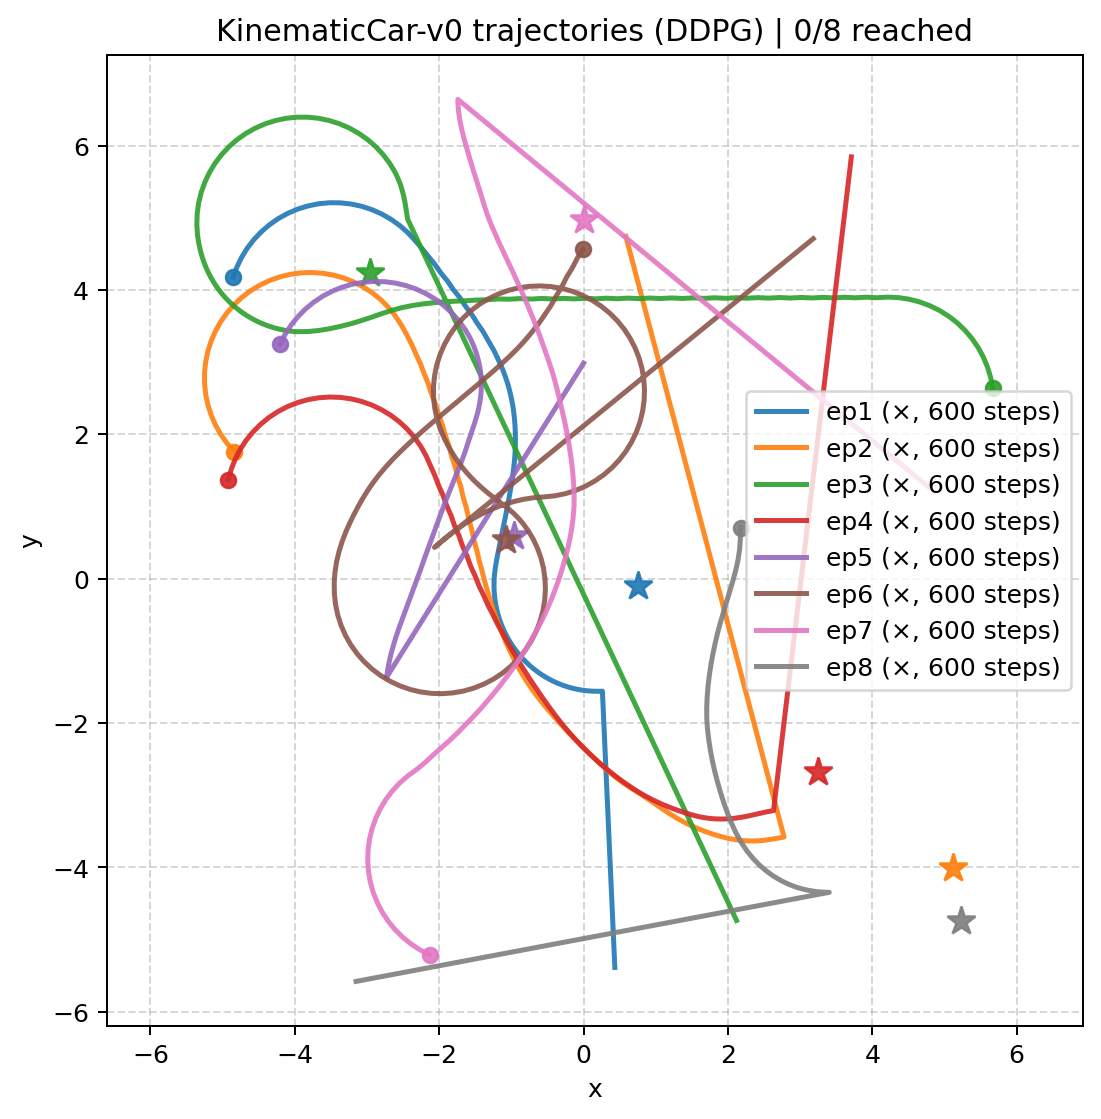 KinematicCar-v0 trajectories (DDPG) | 0/8 reached
6
4
2
0
−2
−4
−6
y
ep1 (×, 600 steps)
ep2 (×, 600 steps)
ep3 (×, 600 steps)
ep4 (×, 600 steps)
ep5 (×, 600 steps)
ep6 (×, 600 steps)
ep7 (×, 600 steps)
ep8 (×, 600 steps)
−6 −4 −2 0 2 4 6
x